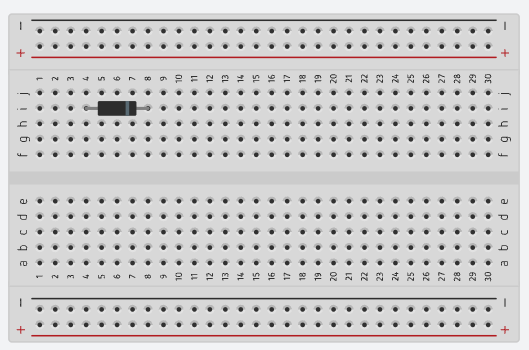 − −
+ +
1 2 3 4 5 6 7 8 9 10 11 12 13 14 15 16 17 18 19 20 21 22 23 24 25 26 27 28 29 30
j j
i i
h h
g g
f f
e e
d d
c c
b b
a a
1 2 3 4 5 6 7 8 9 10 11 12 13 14 15 16 17 18 19 20 21 22 23 24 25 26 27 28 29 30
− −
+ +